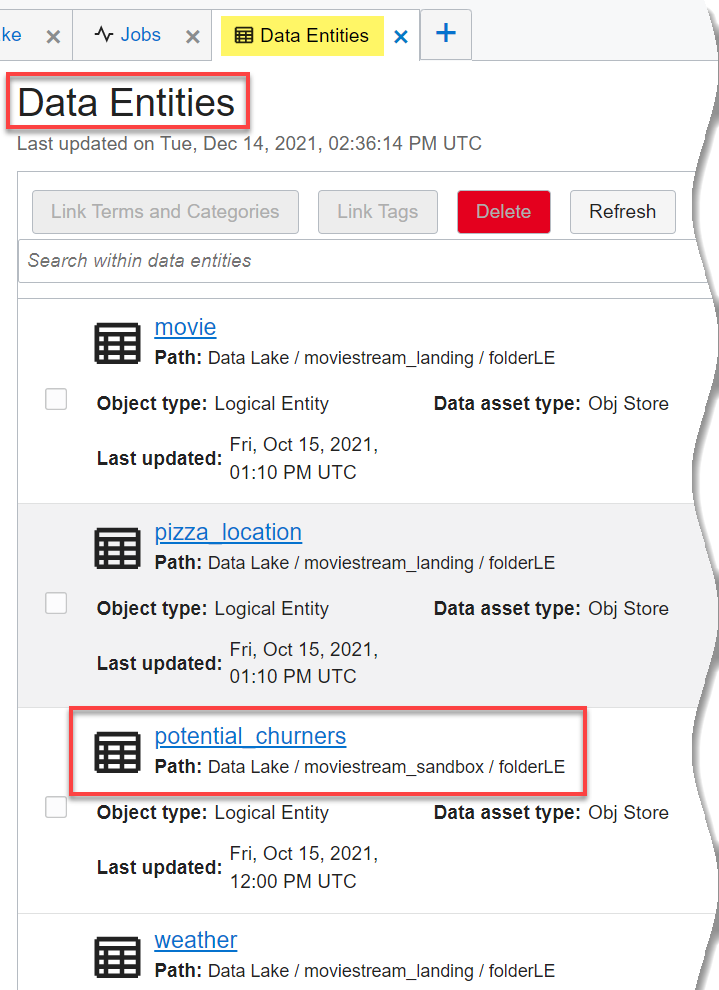 ke × Jobs × Data Entities × +
Data Entities
Last updated on Tue, Dec 14, 2021, 02:36:14 PM UTC
Link Terms and Categories Link Tags Delete Refresh
Search within data entities
movie
Path: Data Lake / moviestream_landing / folderLE
Object type: Logical Entity Data asset type: Obj Store
Last updated: Fri, Oct 15, 2021,
01:10 PM UTC
pizza_location
Path: Data Lake / moviestream_landing / folderLE
Object type: Logical Entity Data asset type: Obj Store
Last updated: Fri, Oct 15, 2021,
01:10 PM UTC
potential_churners
Path: Data Lake / moviestream_sandbox / folderLE
Object type: Logical Entity Data asset type: Obj Store
Last updated: Fri, Oct 15, 2021,
12:00 PM UTC
weather
Path: Data Lake / moviestream_landing / folderLE